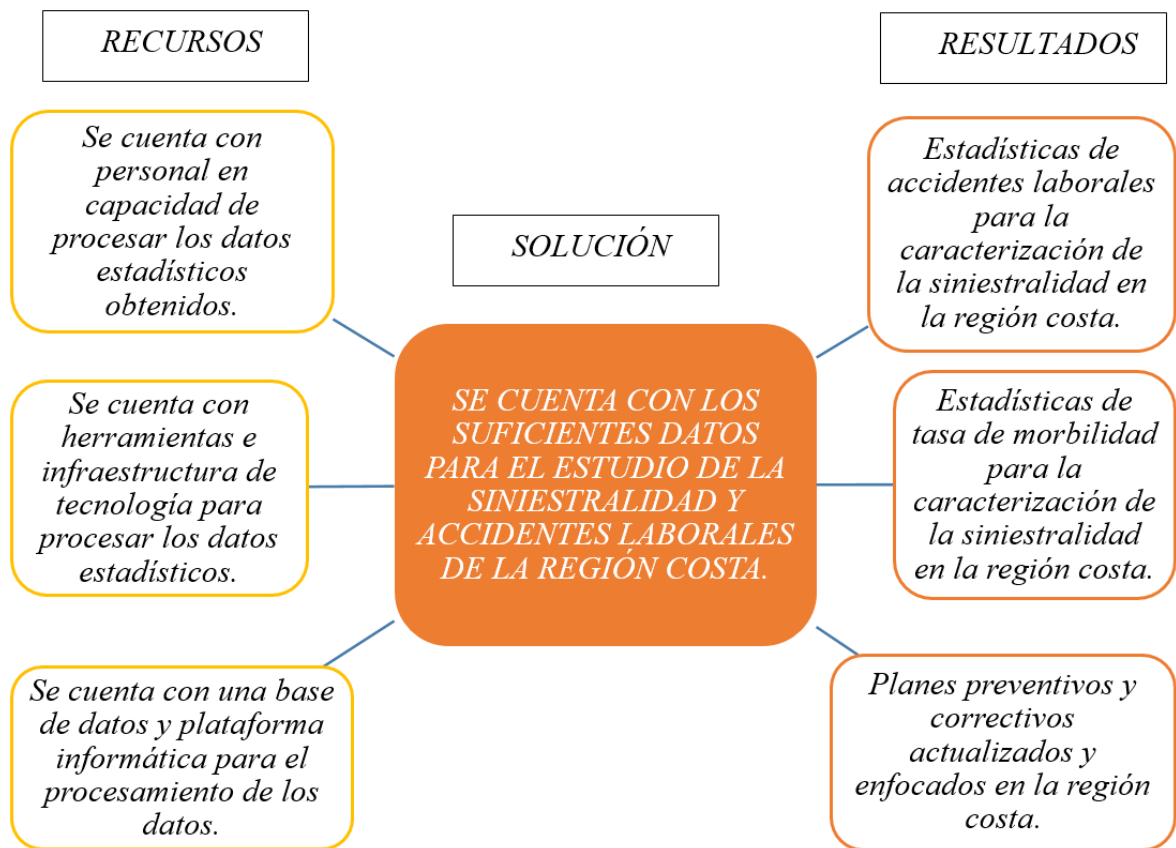 RECURSOS
Se cuenta con
personal en
capacidad de
procesar los datos
estadísticos
obtenidos.
Se cuenta con
herramientas e
infraestructura de
tecnología para
procesar los datos
estadísticos.
Se cuenta con una base
de datos y plataforma
informática para el
procesamiento de los
datos.
SOLUCIÓN
SE CUENTA CON LOS
SUFICIENTES DATOS
PARA EL ESTUDIO DE LA
SINIESTRALIDAD Y
ACCIDENTES LABORALES
DE LA REGIÓN COSTA.
RESULTADOS
Estadísticas de
accidentes laborales
para la
caracterización de
la siniestralidad en
la región costa.
Estadísticas de
tasa de morbilidad
para la
caracterización de
la siniestralidad
en la región costa.
Planes preventivos y
correctivos
actualizados y
enfocados en la región
costa.